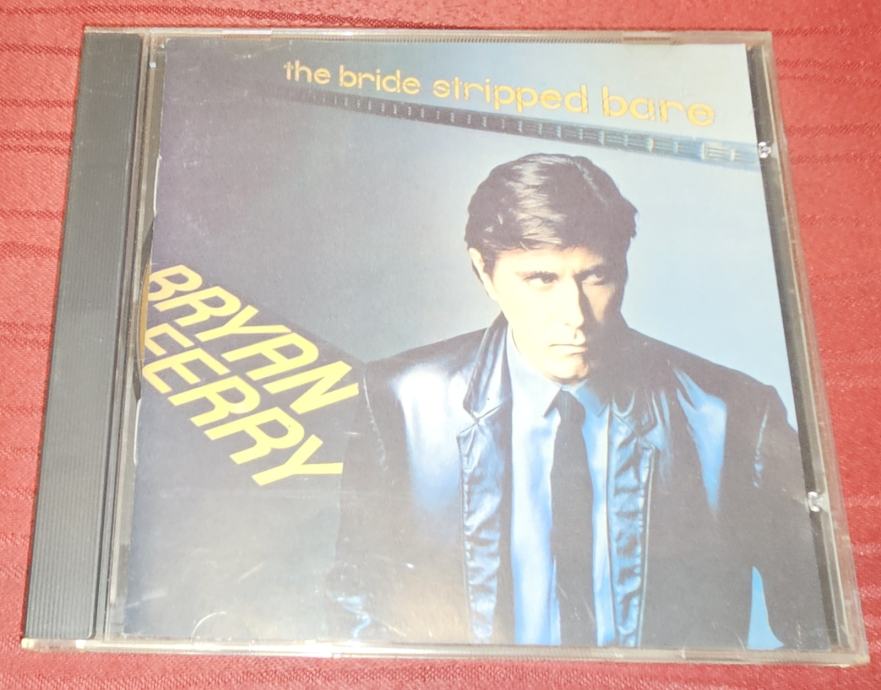 the bride stripped bare
BRYAN
FERRY